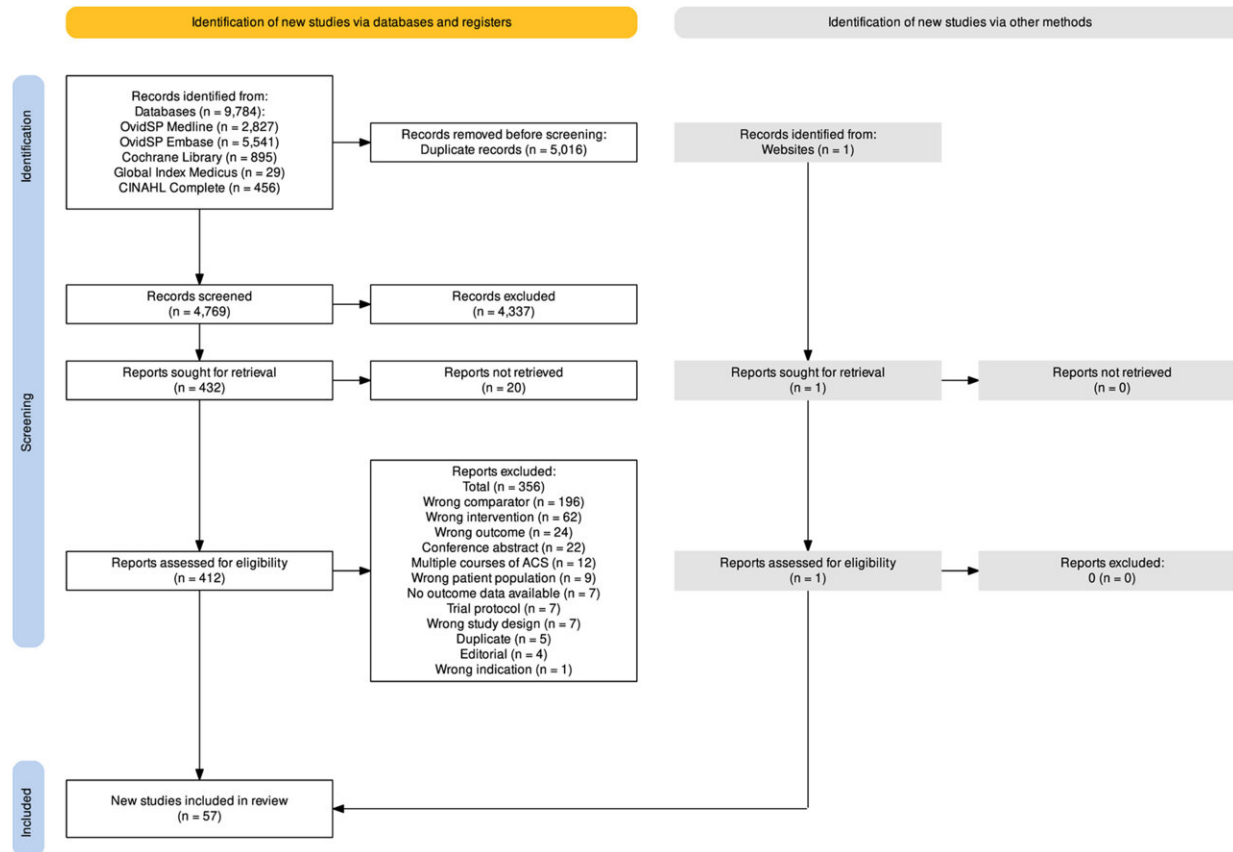 Identification of new studies via databases and registers
Identification of new studies via other methods
Identification
Records identified from:
Databases (n = 9,784):
OvidSP Medline (n = 2,827)
OvidSP Embase (n = 5,541)
Cochrane Library (n = 895)
Global Index Medicus (n = 29)
CINAHL Complete (n = 456)
Records removed before screening:
Duplicate records (n = 5,016)
Records identified from:
Websites (n = 1)
Screening
Records screened
(n = 4,769)
Records excluded
(n = 4,337)
Reports sought for retrieval
(n = 432)
Reports not retrieved
(n = 20)
Reports sought for retrieval
(n = 1)
Reports not retrieved
(n = 0)
Reports assessed for eligibility
(n = 412)
Reports excluded:
Total (n = 356)
Wrong comparator (n = 196)
Wrong intervention (n = 62)
Wrong outcome (n = 24)
Conference abstract (n = 22)
Multiple courses of ACS (n = 12)
Wrong patient population (n = 9)
No outcome data available (n = 7)
Trial protocol (n = 7)
Wrong study design (n = 7)
Duplicate (n = 5)
Editorial (n = 4)
Wrong indication (n = 1)
Reports assessed for eligibility
(n = 1)
Reports excluded:
0 (n = 0)
Included
New studies included in review
(n = 57)